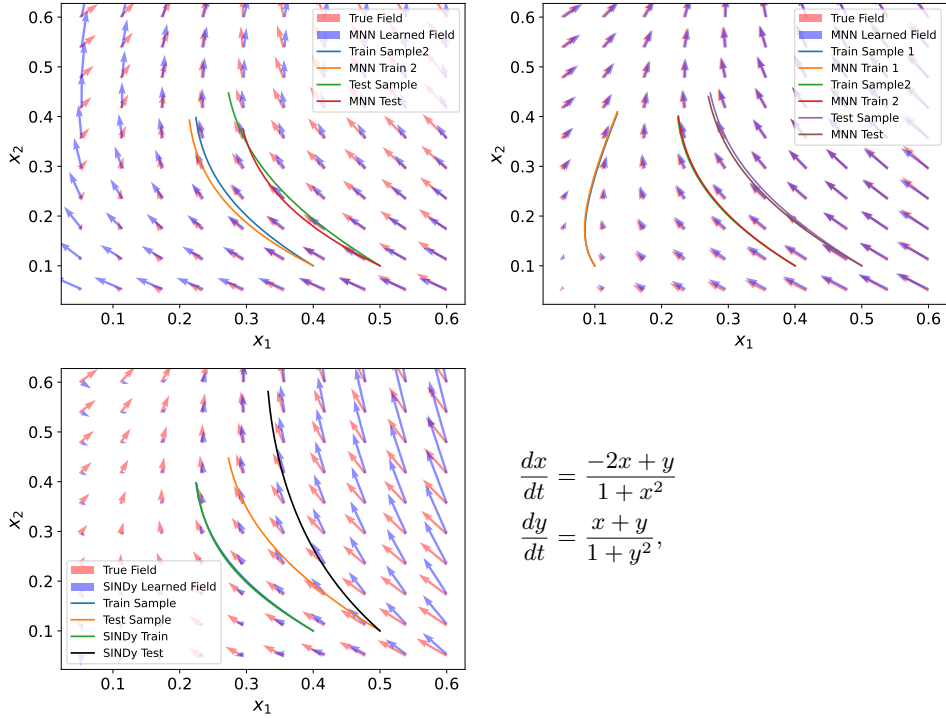 True Field
MNN Learned Field
Train Sample2
MNN Train 2
Test Sample
MNN Test
0.6
0.5
0.4
0.3
0.2
0.1
x₂
0.1 0.2 0.3 0.4 0.5 0.6
x₁
True Field
MNN Learned Field
Train Sample 1
MNN Train 1
Train Sample2
MNN Train 2
Test Sample
MNN Test
0.6
0.5
0.4
0.3
0.2
0.1
x₂
0.1 0.2 0.3 0.4 0.5 0.6
x₁
0.6
0.5
0.4
0.3
0.2
0.1
x₂
True Field
SINDy Learned Field
Train Sample
Test Sample
SINDy Train
SINDy Test
0.1 0.2 0.3 0.4 0.5 0.6
x₁
dx/dt = (−2x + y)/(1 + x²)
dy/dt = (x + y)/(1 + y²),